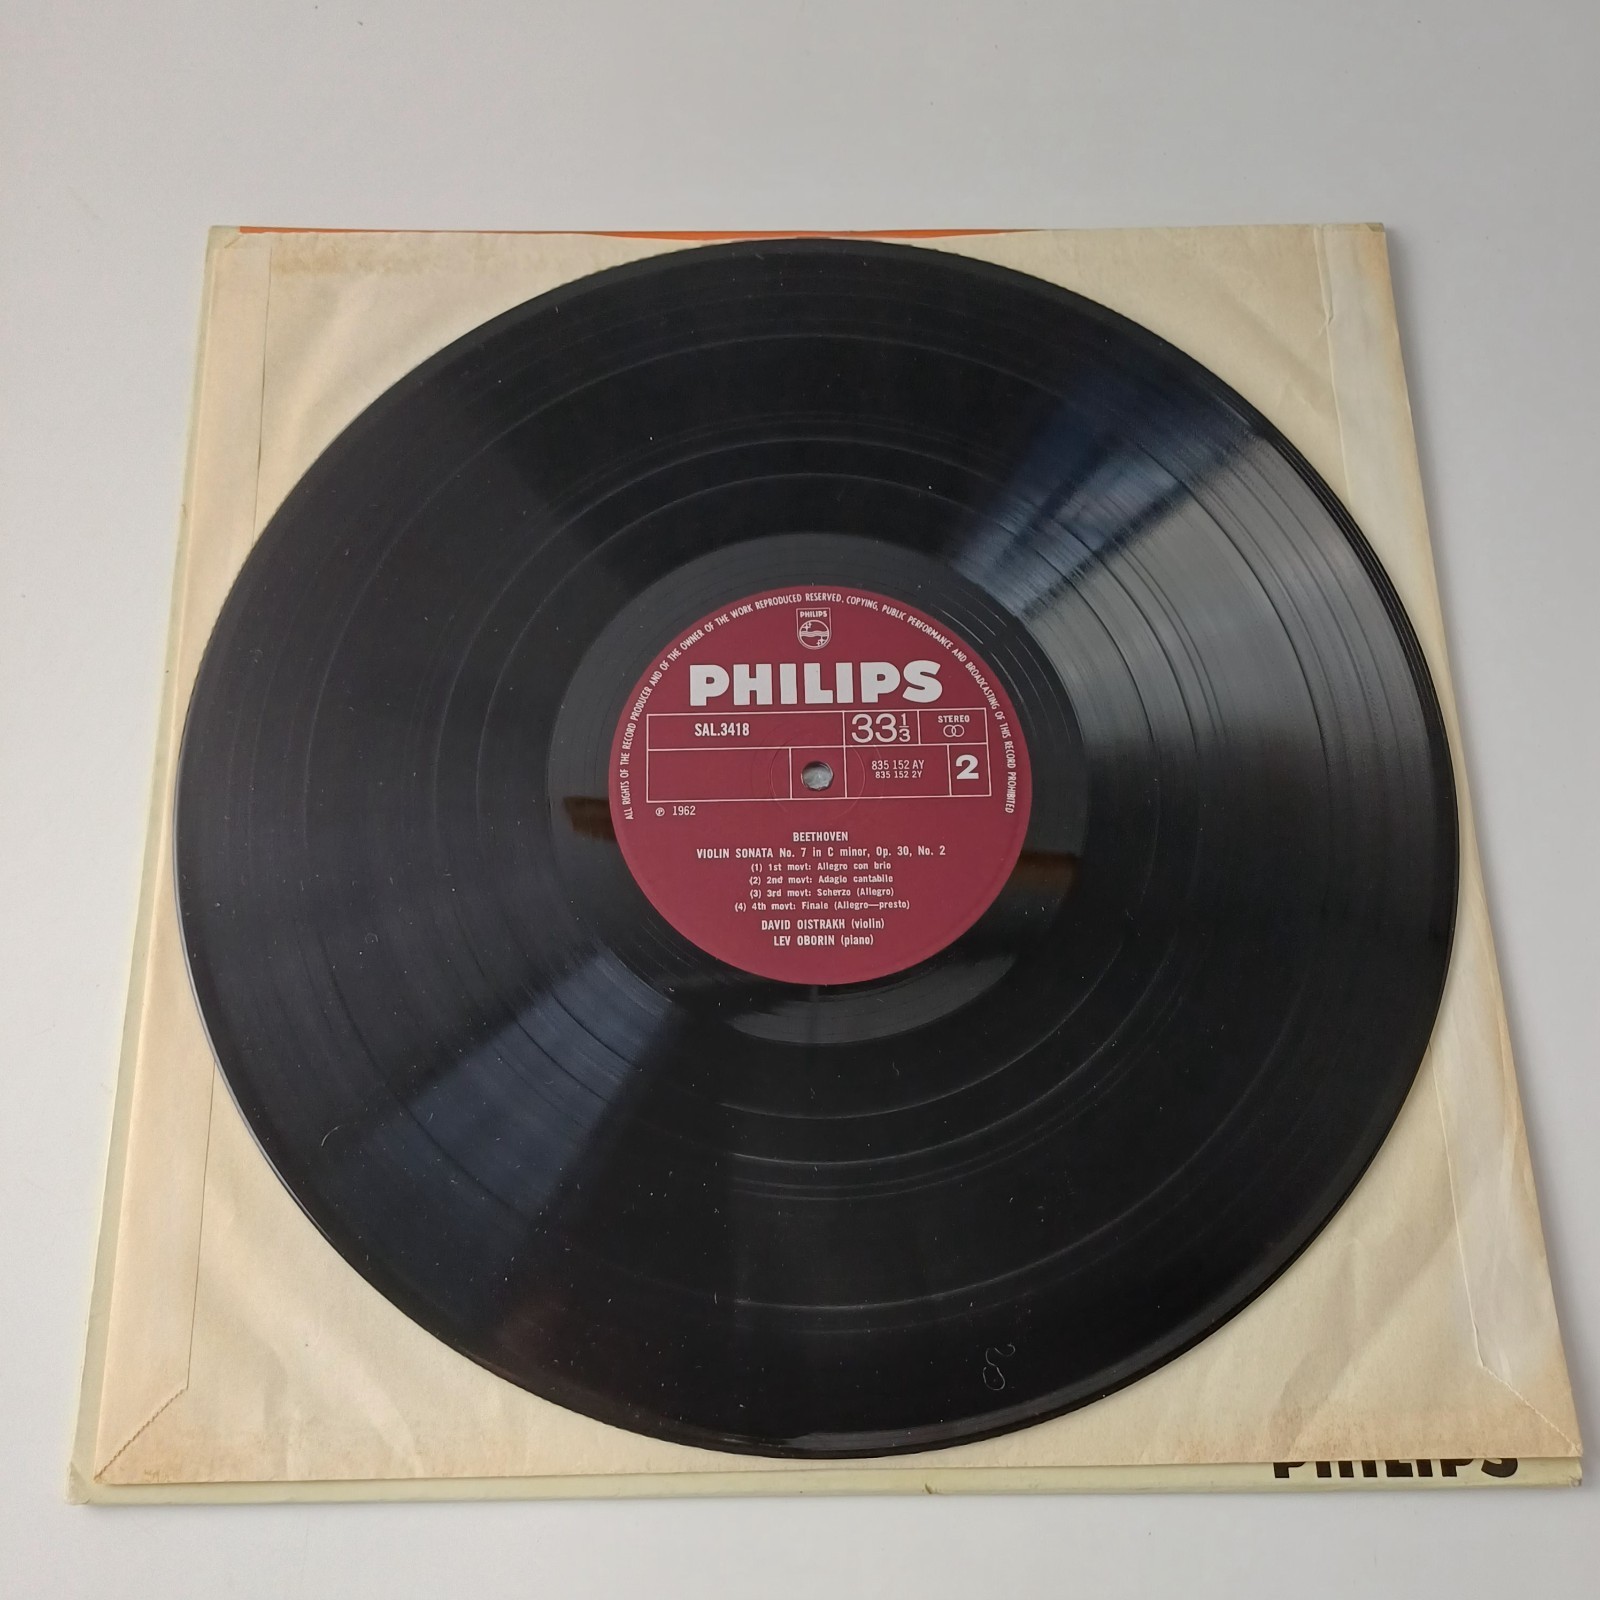 ALL RIGHTS OF THE RECORD PRODUCER AND OF THE OWNER OF THE WORK REPRODUCED RESERVED. COPYING, PUBLIC PERFORMANCE AND BROADCASTING OF THIS RECORD PROHIBITED
PHILIPS
PHILIPS
SAL.3418
33 1/3
STEREO
835 152 AY
835 152 2Y
2
℗ 1962
BEETHOVEN
VIOLIN SONATA No. 7 in C minor, Op. 30, No. 2
(1) 1st movt: Allegro con brio
(2) 2nd movt: Adagio cantabile
(3) 3rd movt: Scherzo (Allegro)
(4) 4th movt: Finale (Allegro—presto)
DAVID OISTRAKH (violin)
LEV OBORIN (piano)
PHILIPS